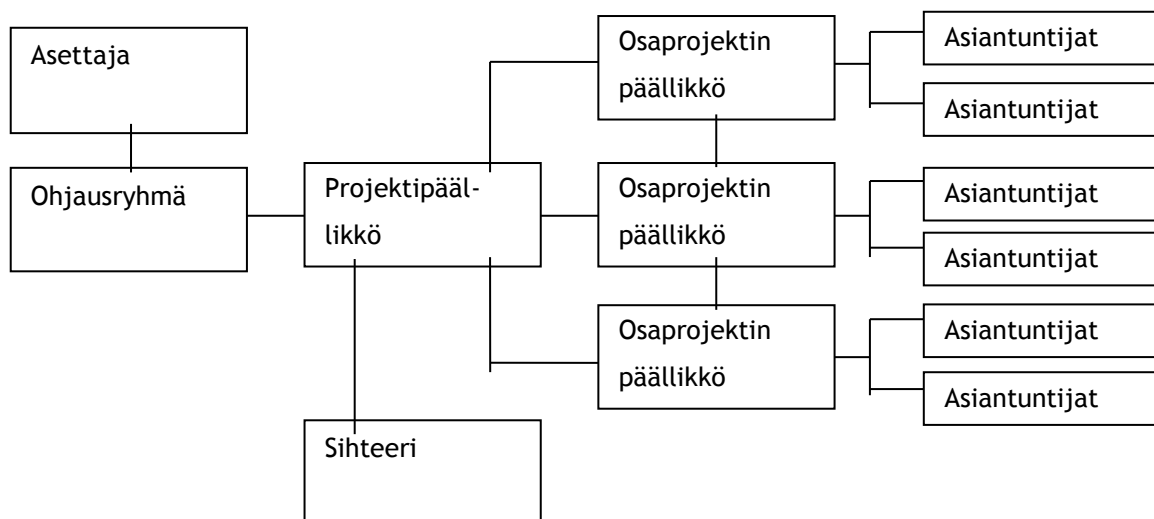 Asettaja
Ohjausryhmä
Projektipääl-
likkö
Sihteeri
Osaprojektin
päällikkö
Osaprojektin
päällikkö
Osaprojektin
päällikkö
Asiantuntijat
Asiantuntijat
Asiantuntijat
Asiantuntijat
Asiantuntijat
Asiantuntijat